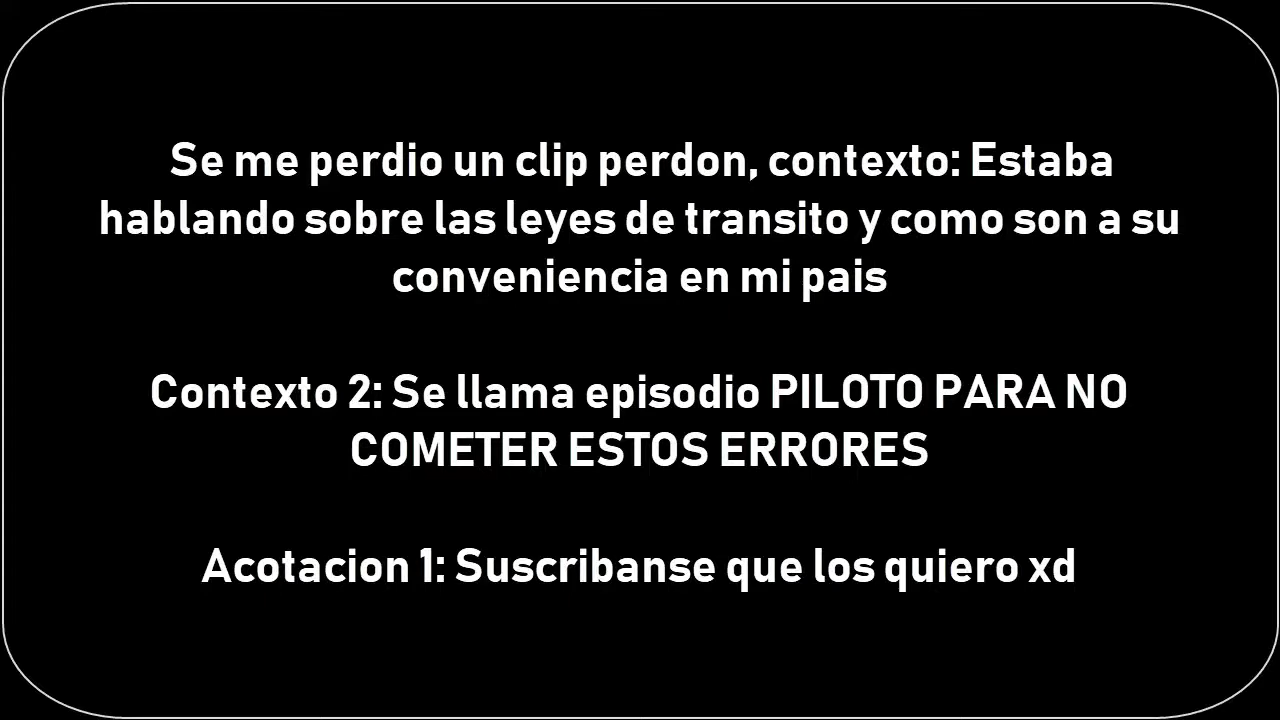 Se me perdio un clip perdon, contexto: Estaba
hablando sobre las leyes de transito y como son a su
conveniencia en mi pais
Contexto 2: Se llama episodio PILOTO PARA NO
COMETER ESTOS ERRORES
Acotacion 1: Suscribanse que los quiero xd